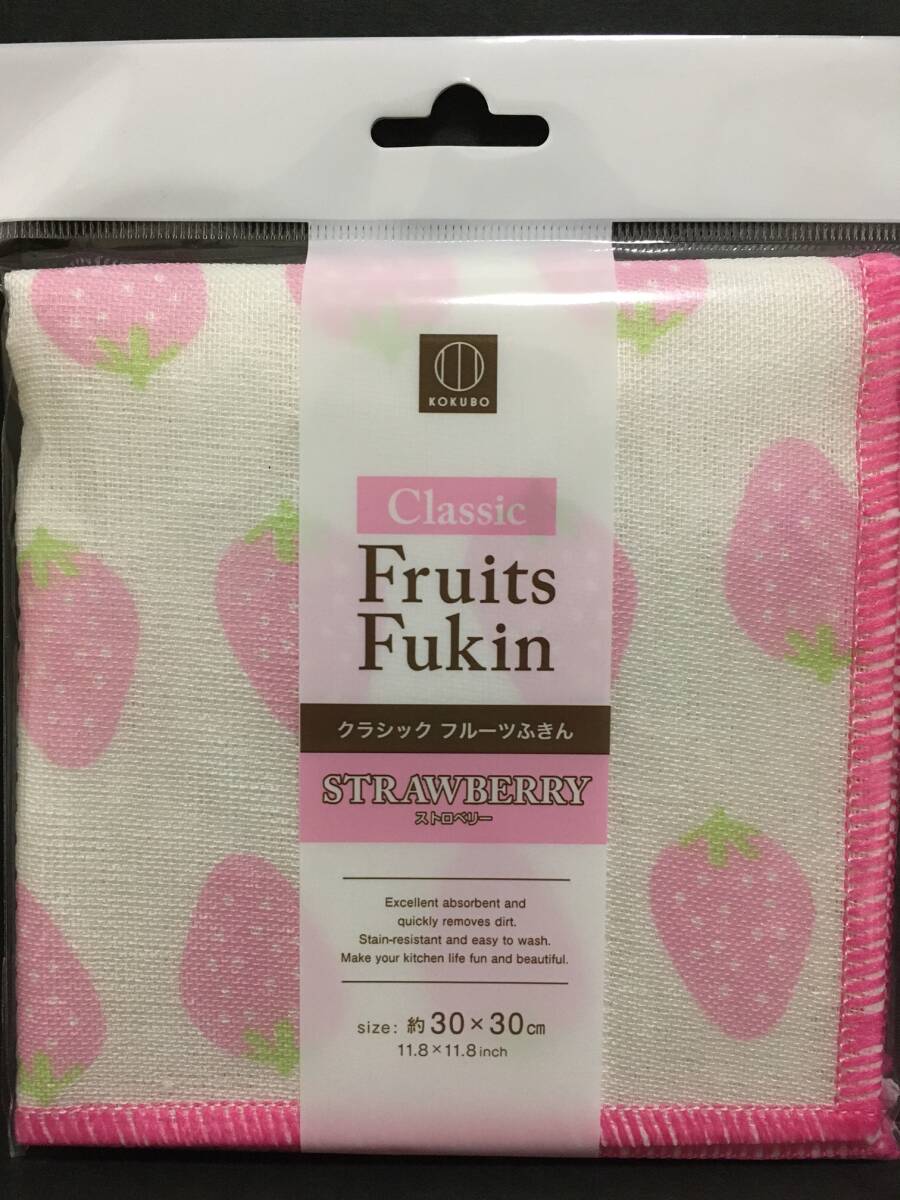 KOKUBO
Classic
Fruits
Fukin
クラシック フルーツふきん
STRAWBERRY
ストロベリー
Excellent absorbent and
quickly removes dirt.
Stain-resistant and easy to wash.
Make your kitchen life fun and beautiful.
size: 約30×30cm
11.8×11.8inch